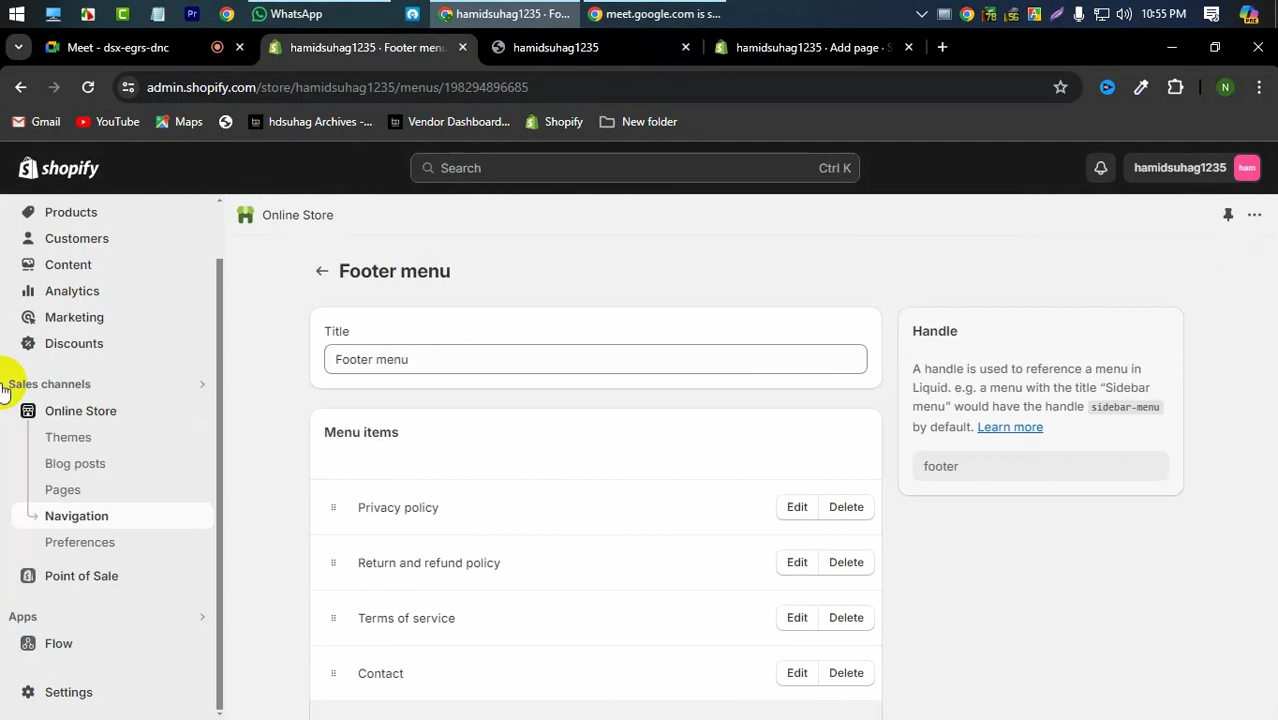 WhatsApp
hamidsuhag1235 · Fo...
meet.google.com is s...
10:55 PM
Meet - dsx-egrs-dnc
hamidsuhag1235 · Footer menu
hamidsuhag1235
hamidsuhag1235 · Add page · S
admin.shopify.com/store/hamidsuhag1235/menus/198294896685
N
Gmail
YouTube
Maps
hdsuhag Archives -...
Vendor Dashboard...
Shopify
New folder
shopify
Search
Ctrl K
hamidsuhag1235
ham
Products
Customers
Content
Analytics
Marketing
Discounts
Sales channels
Online Store
Themes
Blog posts
Pages
Navigation
Preferences
Point of Sale
Apps
Flow
Settings
Online Store
Footer menu
Title
Footer menu
Menu items
Privacy policy
Edit
Delete
Return and refund policy
Edit
Delete
Terms of service
Edit
Delete
Contact
Edit
Delete
Handle
A handle is used to reference a menu in
Liquid. e.g. a menu with the title “Sidebar
menu” would have the handle sidebar-menu
by default. Learn more
footer